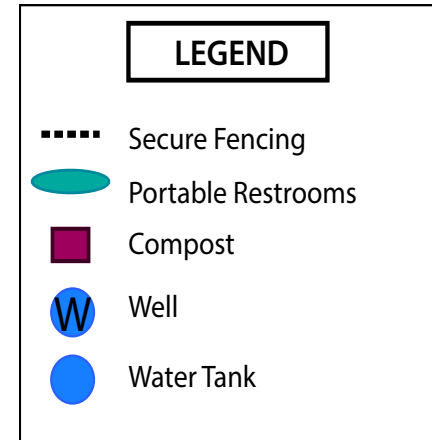 LEGEND
Secure Fencing
Portable Restrooms
Compost
W Well
Water Tank